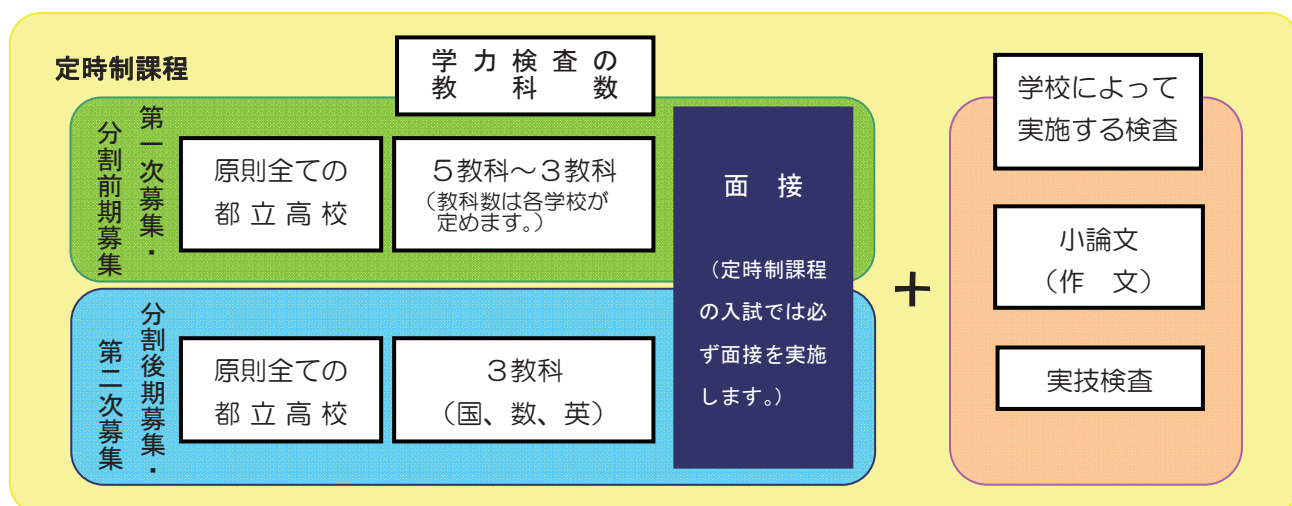 定時制課程
学力検査の
教科数
第一次募集・
分割前期募集
原則全ての
都立高校
5教科～3教科
（教科数は各学校が
定めます。）
分割後期募集・
第二次募集
原則全ての
都立高校
3教科
（国、数、英）
面接
（定時制課程
の入試では必
ず面接を実施
します。）
+
学校によって
実施する検査
小論文
（作　文）
実技検査